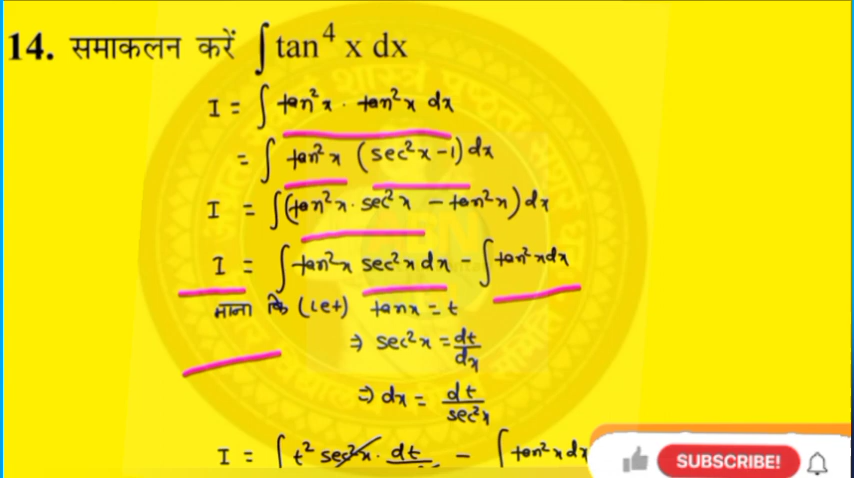 14. समाकलन करें ∫ tan⁴ x dx
I = ∫ tan²x · tan²x dx
= ∫ tan²x (sec²x-1) dx
I = ∫(tan²x · sec²x - tan²x) dx
I = ∫ tan²x sec²x dx - ∫ tan²x dx
माना कि (Let) tanx = t
⇒ sec²x = dt/dx
⇒ dx = dt/sec²x
I = ∫ t² sec²x · dt - ∫ tan²x dx
SUBSCRIBE!